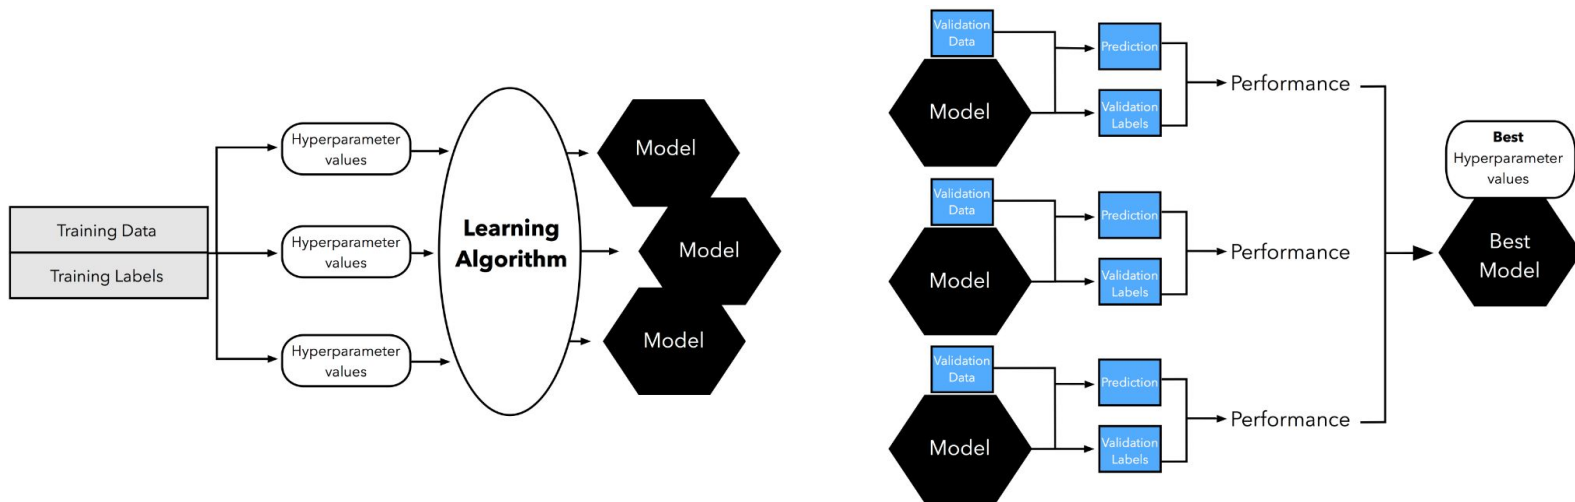 Training Data
Training Labels
Hyperparameter
values
Hyperparameter
values
Hyperparameter
values
Learning
Algorithm
Model
Model
Model
Validation
Data
Model
Prediction
Validation
Labels
Performance
Validation
Data
Model
Prediction
Validation
Labels
Performance
Validation
Data
Model
Prediction
Validation
Labels
Performance
Best
Hyperparameter
values
Best
Model